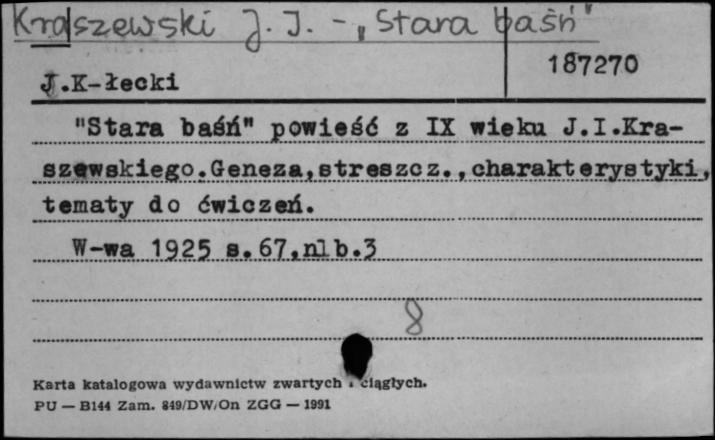 Kraszewski J. I. - „Stara baśń"
187270
J.K-łecki
"Stara baśń" powieść z IX wieku J.I.Kra-
szewskiego.Geneza,streszcz.,charakterystyki,
tematy do ćwiczeń.
W-wa 1925 s.67,nlb.3
8
Karta katalogowa wydawnictw zwartych i ciągłych.
PU — B144 Zam. 849/DW/On ZGG — 1991